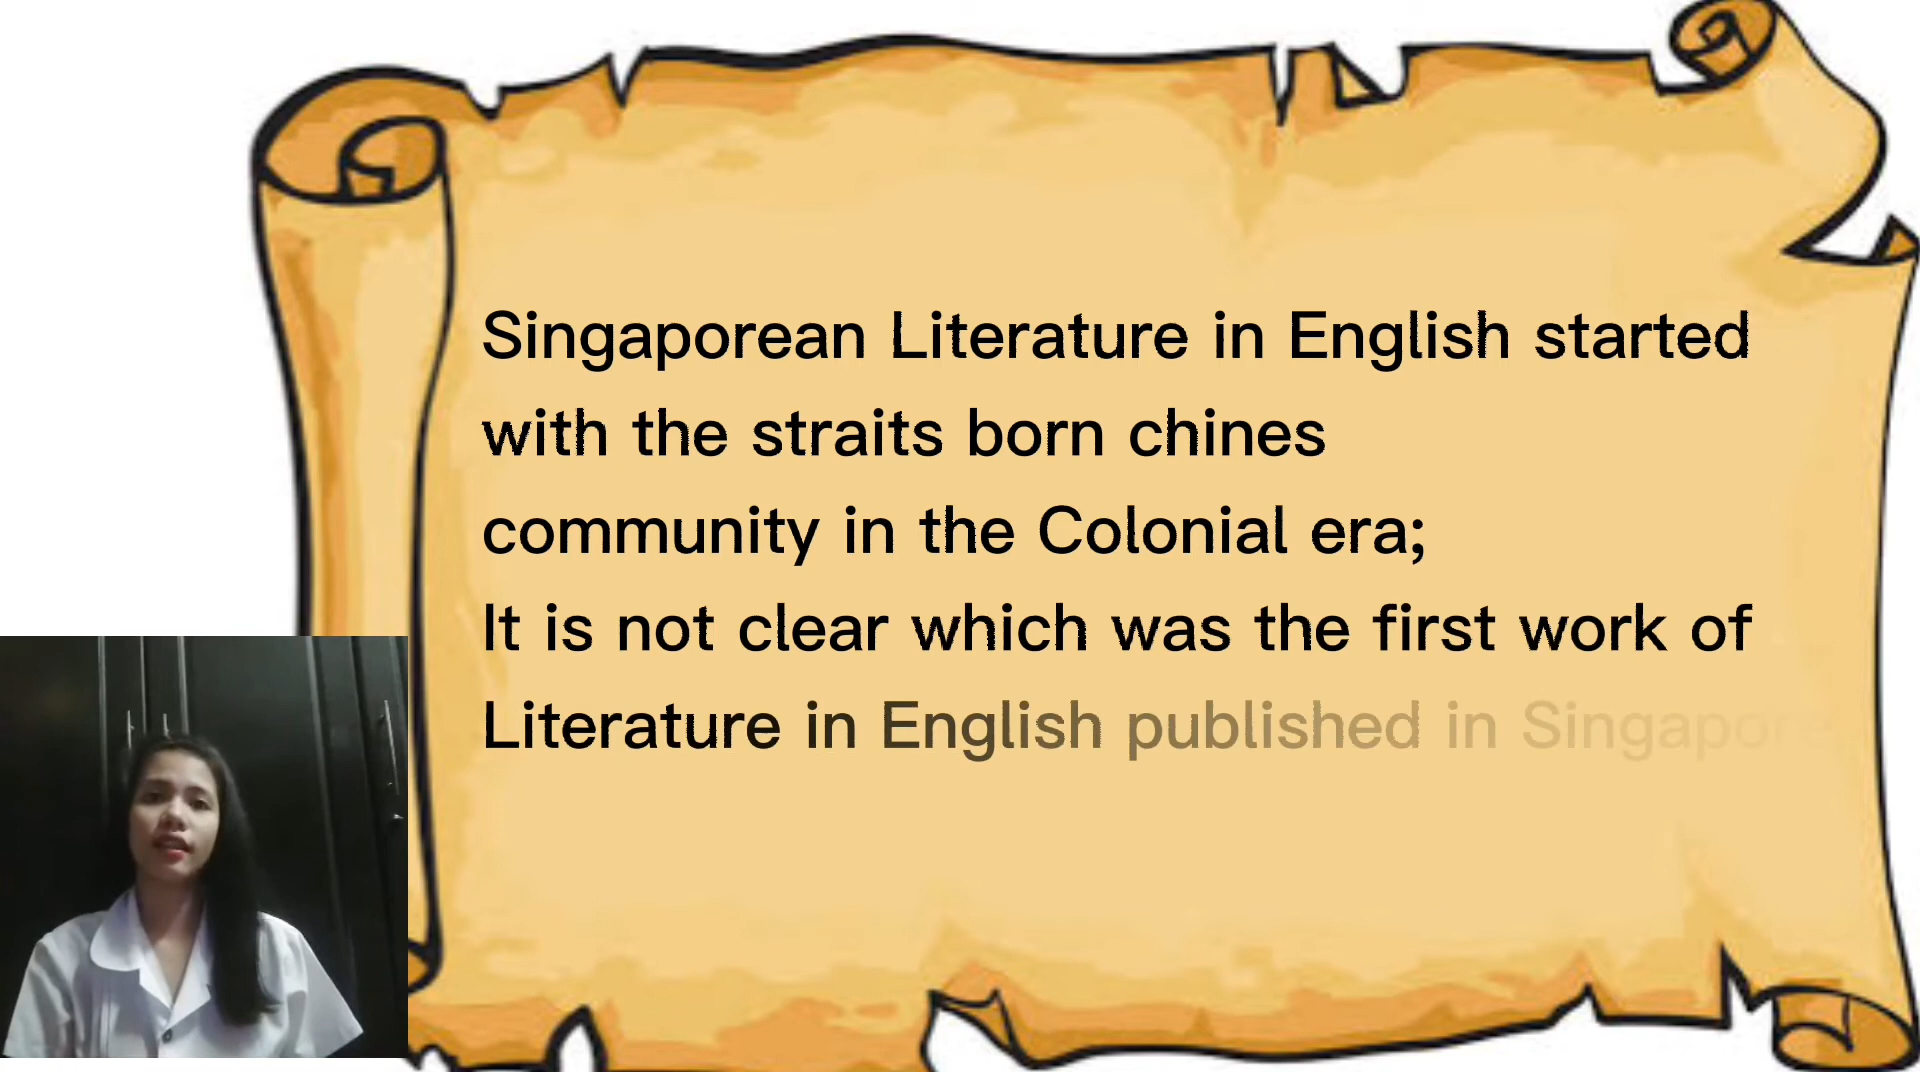 Singaporean Literature in English started
with the straits born chines
community in the Colonial era;
It is not clear which was the first work of
Literature in English published in Singapore